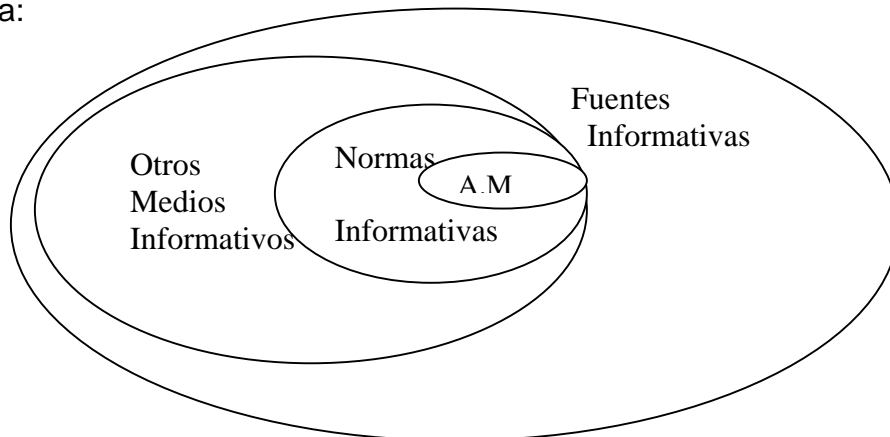 a:
Fuentes
Informativas
Otros
Medios
Informativos
Normas
Informativas
A.M